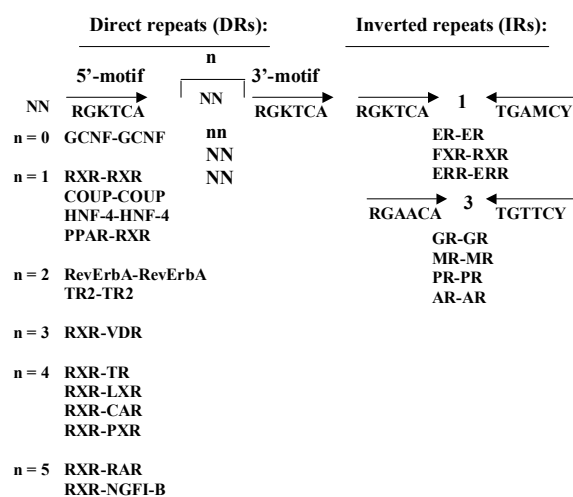 Direct repeats (DRs): Inverted repeats (IRs):
n
5'-motif 3'-motif
NN NN 1
RGKTCA RGKTCA RGKTCA TGAMCY
n = 0 GCNF-GCNF nn ER-ER
NN FXR-RXR
n = 1 RXR-RXR NN ERR-ERR
COUP-COUP
HNF-4-HNF-4 RGAACA 3 TGTTCY
PPAR-RXR GR-GR
MR-MR
n = 2 RevErbA-RevErbA PR-PR
TR2-TR2 AR-AR
n = 3 RXR-VDR
n = 4 RXR-TR
RXR-LXR
RXR-CAR
RXR-PXR
n = 5 RXR-RAR
RXR-NGFI-B